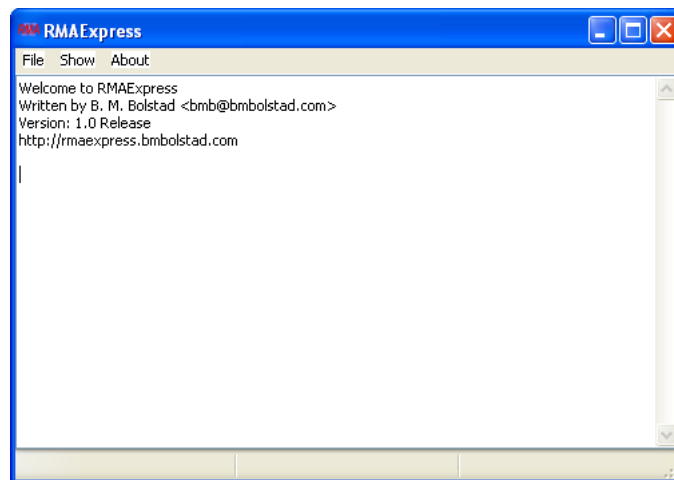 RMAExpress
File Show About
Welcome to RMAExpress
Written by B. M. Bolstad <bmb@bmbolstad.com>
Version: 1.0 Release
http://rmaexpress.bmbolstad.com